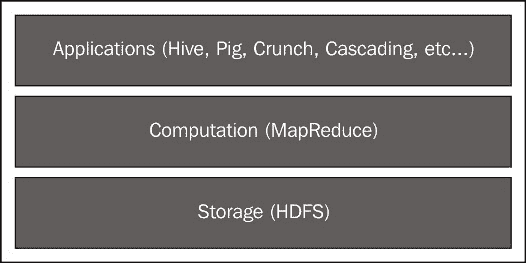 Applications (Hive, Pig, Crunch, Cascading, etc...)
Computation (MapReduce)
Storage (HDFS)